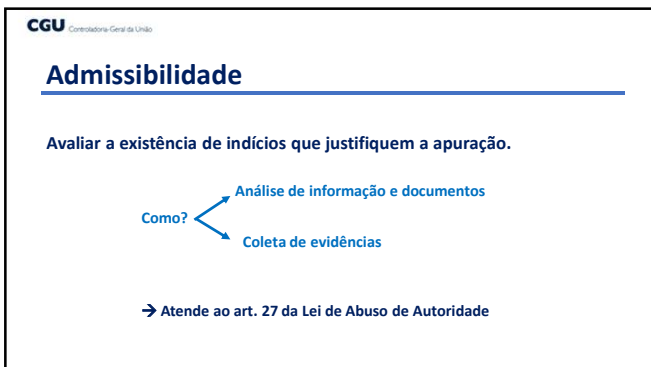 CGU Controladoria-Geral da União
Admissibilidade
Avaliar a existência de indícios que justifiquem a apuração.
Análise de informação e documentos
Como?
Coleta de evidências
→ Atende ao art. 27 da Lei de Abuso de Autoridade